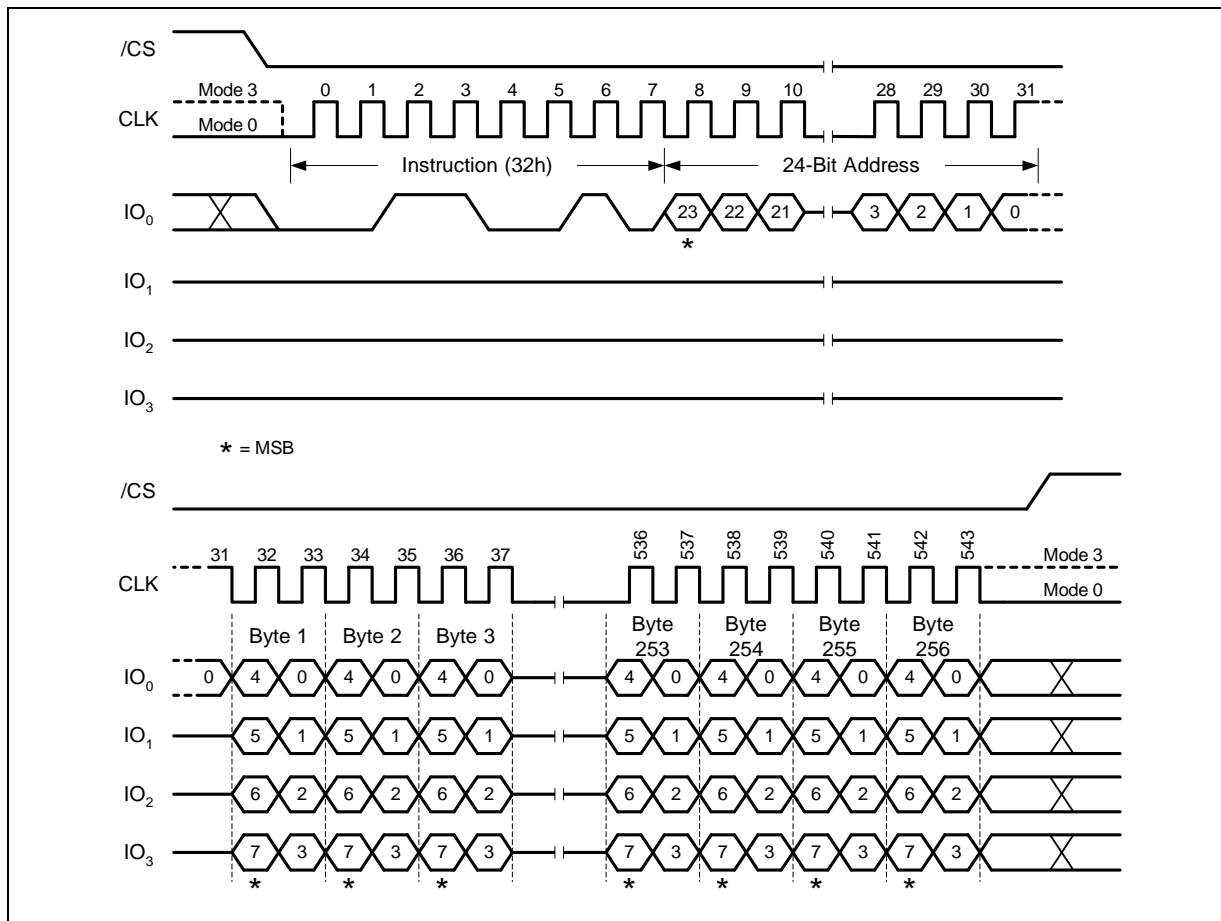 /CS
Mode 3 0 1 2 3 4 5 6 7 8 9 10 28 29 30 31
CLK
Mode 0
Instruction (32h) 24-Bit Address
IO0 23 22 21 3 2 1 0
*
IO1
IO2
IO3
* = MSB
/CS
31 32 33 34 35 36 37 536 537 538 539 540 541 542 543 Mode 3
CLK
Mode 0
Byte 1 Byte 2 Byte 3 Byte 253 Byte 254 Byte 255 Byte 256
IO0 0 4 0 4 0 4 0 4 0 4 0 4 0 4 0
IO1 5 1 5 1 5 1 5 1 5 1 5 1 5 1
IO2 6 2 6 2 6 2 6 2 6 2 6 2 6 2
IO3 7 3 7 3 7 3 7 3 7 3 7 3 7 3
* * * * * * *